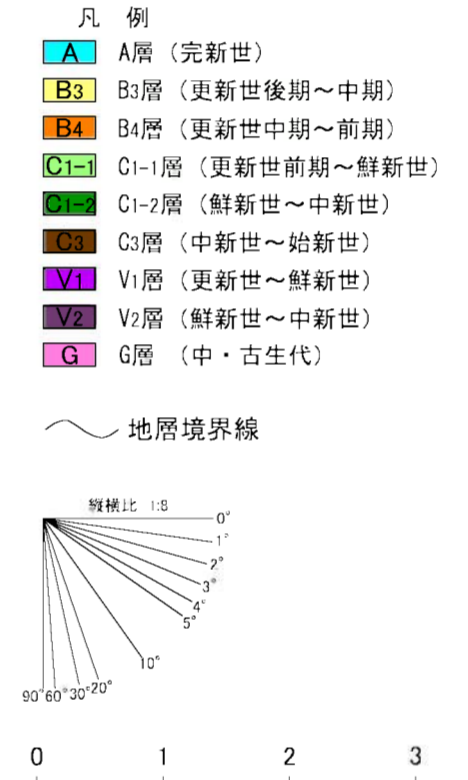 凡 例
A A層（完新世）
B3 B3層（更新世後期～中期）
B4 B4層（更新世中期～前期）
C1-1 C1-1層（更新世前期～鮮新世）
C1-2 C1-2層（鮮新世～中新世）
C3 C3層（中新世～始新世）
V1 V1層（更新世～鮮新世）
V2 V2層（鮮新世～中新世）
G G層 （中・古生代）
地層境界線
縦横比 1:8
0°
1°
2°
3°
4°
5°
10°
90°60°30°20°
0 1 2 3